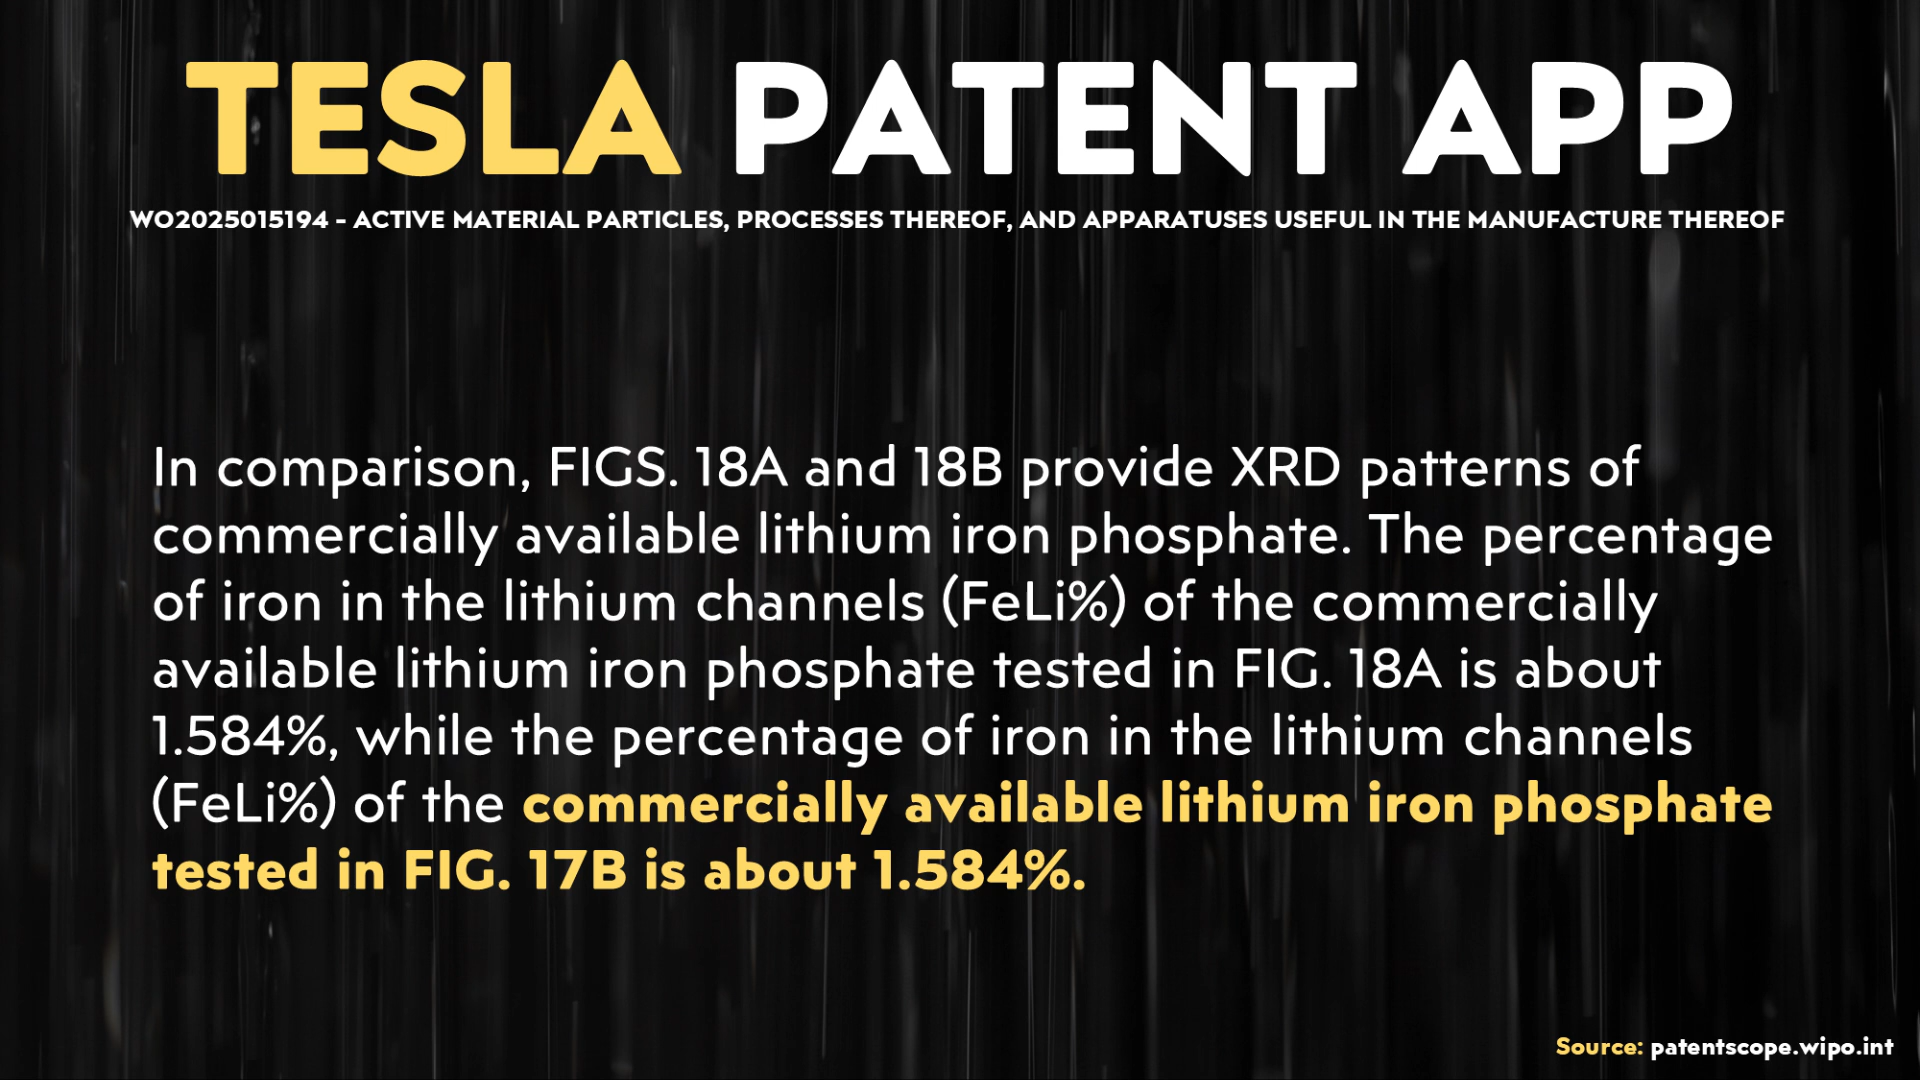 TESLA PATENT APP
WO2025015194 - ACTIVE MATERIAL PARTICLES, PROCESSES THEREOF, AND APPARATUSES USEFUL IN THE MANUFACTURE THEREOF
In comparison, FIGS. 18A and 18B provide XRD patterns of
commercially available lithium iron phosphate. The percentage
of iron in the lithium channels (FeLi%) of the commercially
available lithium iron phosphate tested in FIG. 18A is about
1.584%, while the percentage of iron in the lithium channels
(FeLi%) of the commercially available lithium iron phosphate
tested in FIG. 17B is about 1.584%.
Source: patentscope.wipo.int